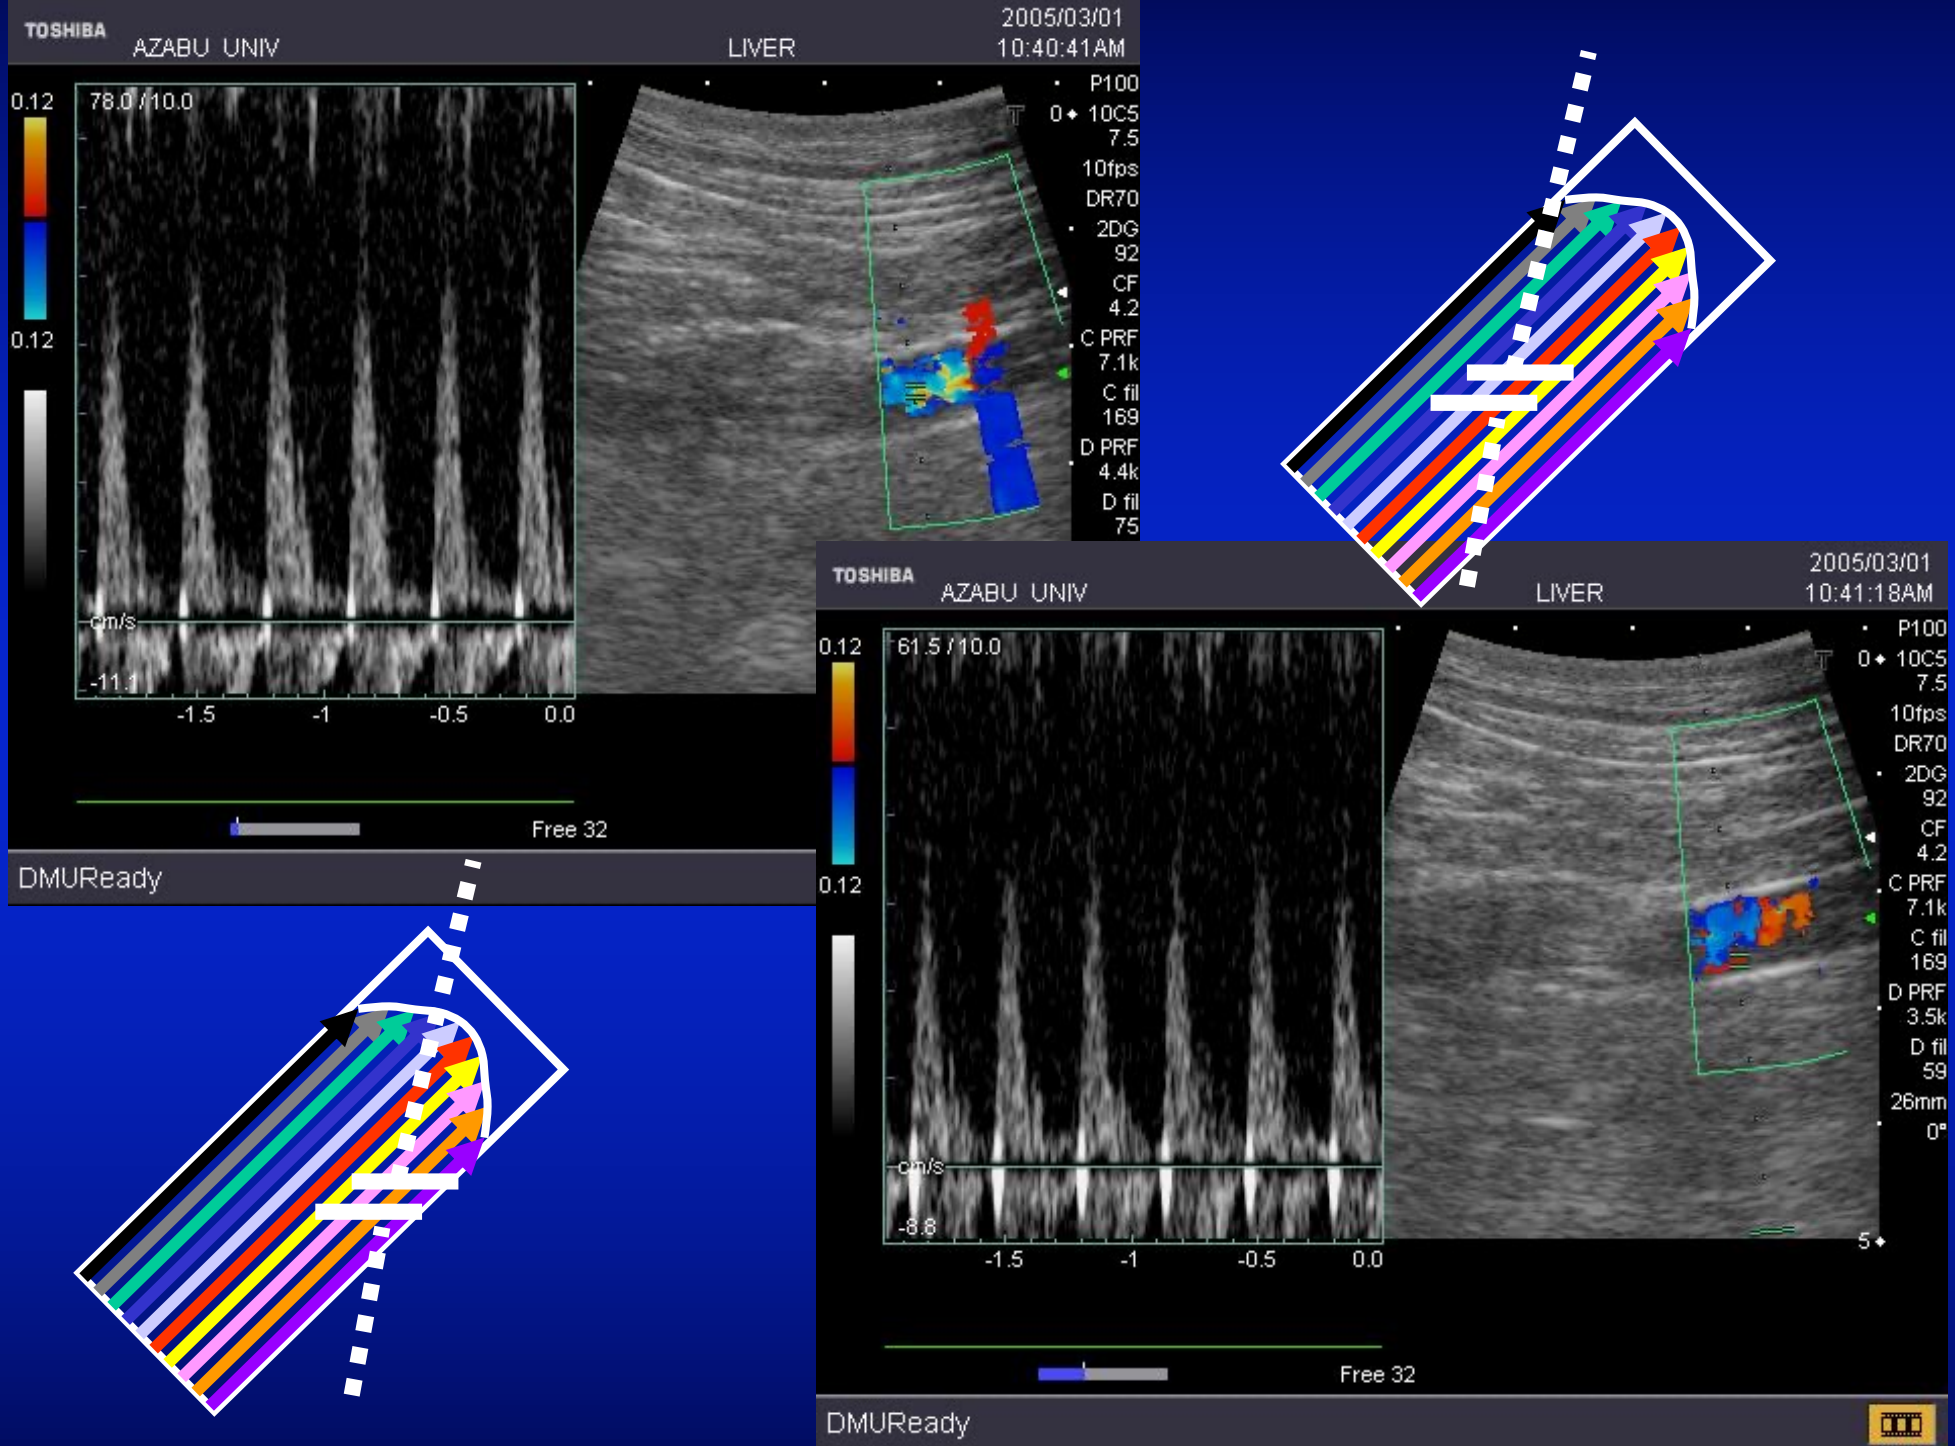 TOSHIBA
AZABU UNIV
LIVER
2005/03/01
10:40:41AM
0.12
0.12
78.0 / 10.0
cm/s
-11.1
-1.5
-1
-0.5
0.0
T
0
P100
10C5
7.5
10fps
DR70
2DG
92
CF
4.2
C PRF
7.1k
C fil
169
D PRF
4.4k
D fil
75
Free 32
DMUReady
TOSHIBA
AZABU UNIV
LIVER
2005/03/01
10:41:18AM
0.12
0.12
61.5 / 10.0
cm/s
-8.8
-1.5
-1
-0.5
0.0
T
0
P100
10C5
7.5
10fps
DR70
2DG
92
CF
4.2
C PRF
7.1k
C fil
169
D PRF
3.5k
D fil
59
26mm
0°
5
Free 32
DMUReady